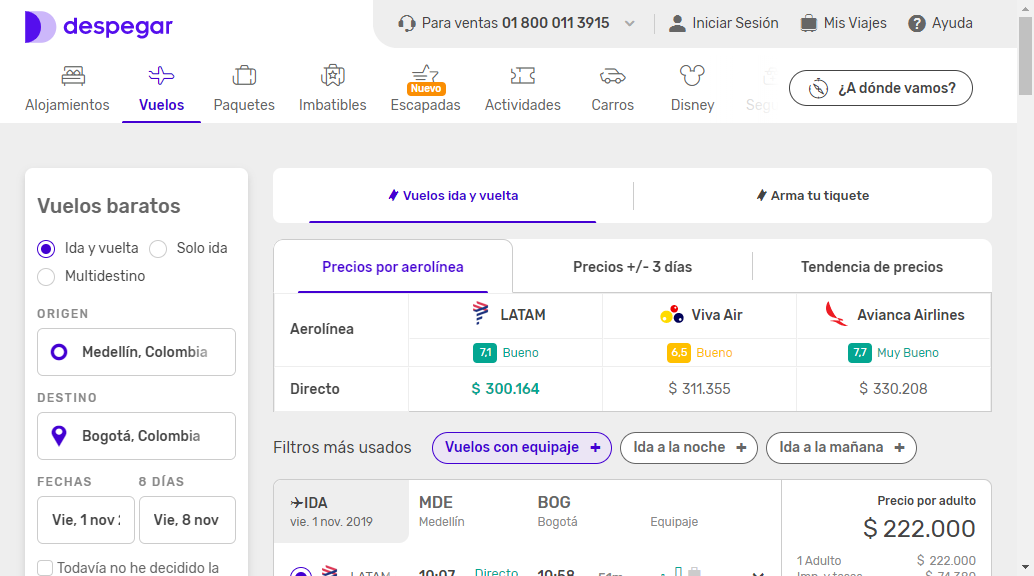 despegar
Para ventas 01 800 011 3915
Iniciar Sesión
Mis Viajes
Ayuda
Alojamientos
Vuelos
Paquetes
Imbatibles
Nuevo
Escapadas
Actividades
Carros
Disney
Seg
¿A dónde vamos?
Vuelos baratos
Ida y vuelta
Solo ida
Multidestino
ORIGEN
Medellín, Colombia
DESTINO
Bogotá, Colombia
FECHAS
8 DÍAS
Vie, 1 nov
Vie, 8 nov
Todavía no he decidido la
Vuelos ida y vuelta
Arma tu tiquete
Precios por aerolínea
Precios +/- 3 días
Tendencia de precios
Aerolínea
LATAM
Viva Air
Avianca Airlines
7,1 Bueno
6,5 Bueno
7,7 Muy Bueno
Directo
$ 300.164
$ 311.355
$ 330.208
Filtros más usados
Vuelos con equipaje +
Ida a la noche +
Ida a la mañana +
IDA
vie. 1 nov. 2019
MDE
Medellín
BOG
Bogotá
Equipaje
LATAM
10:07
Directo
10:58
51m
Precio por adulto
$ 222.000
1 Adulto
$ 222.000
Imp. y tasas
$ 74.380